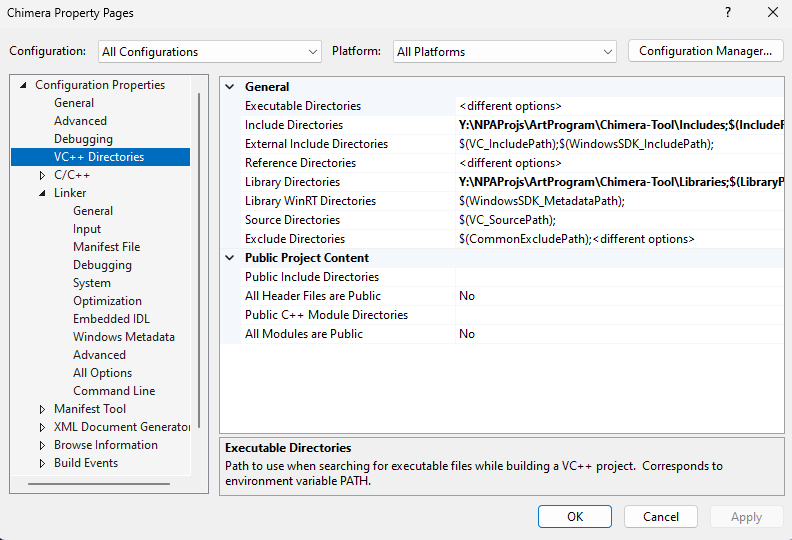 Chimera Property Pages
Configuration: All Configurations Platform: All Platforms Configuration Manager...
Configuration Properties
General
Advanced
Debugging
VC++ Directories
C/C++
Linker
General
Input
Manifest File
Debugging
System
Optimization
Embedded IDL
Windows Metadata
Advanced
All Options
Command Line
Manifest Tool
XML Document Generator
Browse Information
Build Events
General
Executable Directories <different options>
Include Directories Y:\NPAProjs\ArtProgram\Chimera-Tool\Includes;$(IncludeP
External Include Directories $(VC_IncludePath);$(WindowsSDK_IncludePath);
Reference Directories <different options>
Library Directories Y:\NPAProjs\ArtProgram\Chimera-Tool\Libraries;$(LibraryP
Library WinRT Directories $(WindowsSDK_MetadataPath);
Source Directories $(VC_SourcePath);
Exclude Directories $(CommonExcludePath);<different options>
Public Project Content
Public Include Directories
All Header Files are Public No
Public C++ Module Directories
All Modules are Public No
Executable Directories
Path to use when searching for executable files while building a VC++ project. Corresponds to
environment variable PATH.
OK Cancel Apply